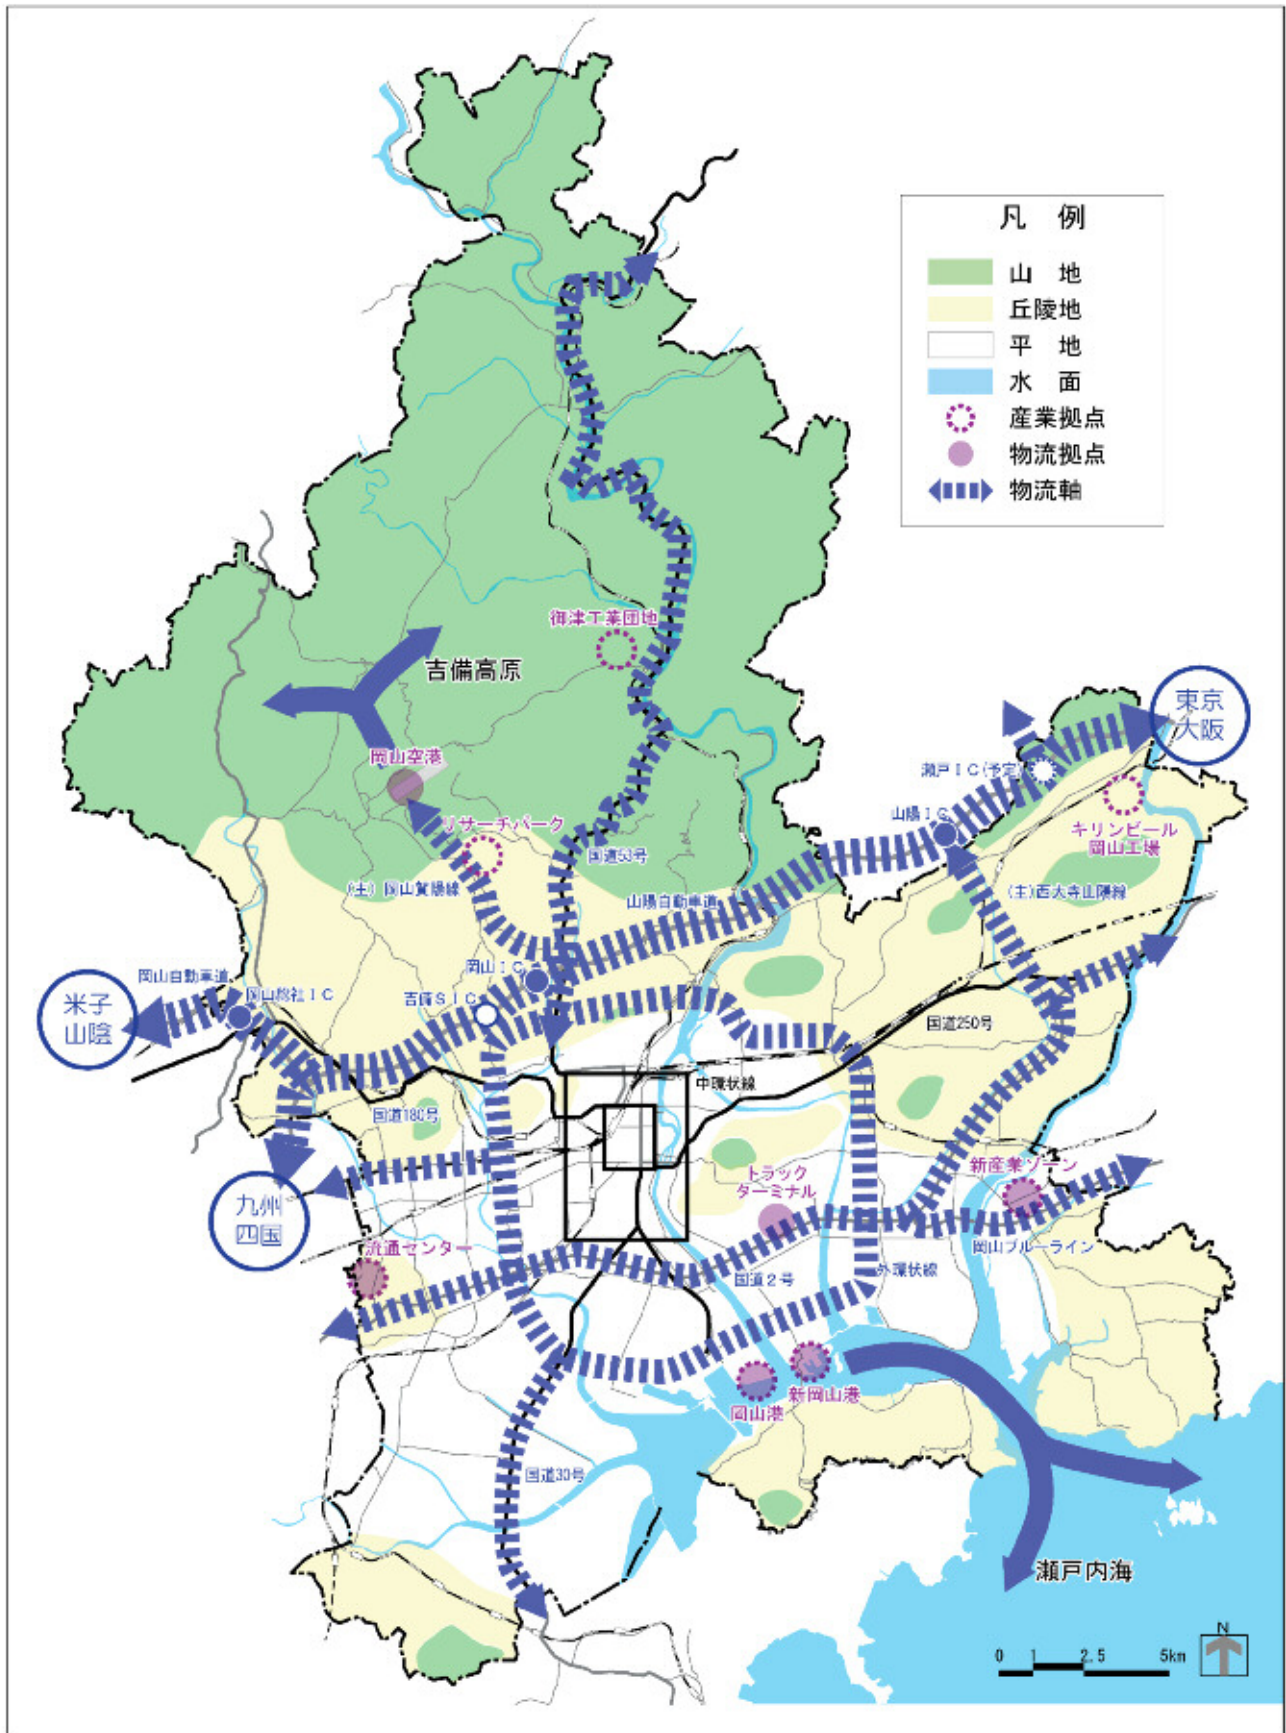 凡 例
山 地
丘陵地
平 地
水 面
産業拠点
物流拠点
物流軸
御津工業団地
吉備高原
東京
大阪
岡山空港
瀬戸IC(予定)
山陽IC
キリンビール
岡山工場
リサーチパーク
国道53号
(主)岡山賀陽線
山陽自動車道
(主)西大寺山陽線
岡山IC
岡山自動車道
岡山総社IC
吉備SIC
米子
山陰
国道250号
中環状線
国道180号
新産業ゾーン
トラック
ターミナル
九州
四国
流通センター
岡山ブルーライン
国道2号
外環状線
岡山港
新岡山港
国道30号
瀬戸内海
N
0 1 2.5 5km